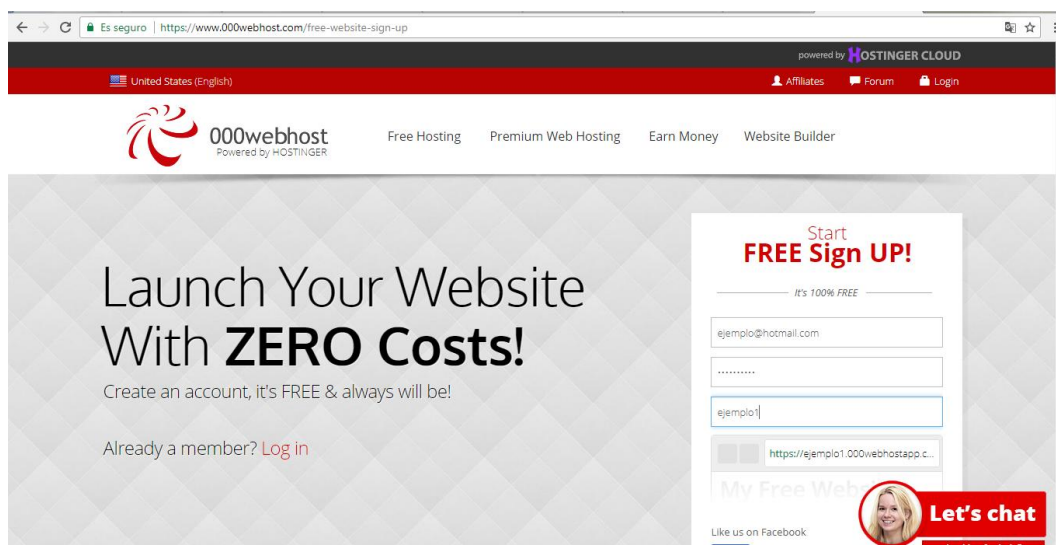 Es seguro | https://www.000webhost.com/free-website-sign-up
powered by HOSTINGER CLOUD
United States (English)
Affiliates
Forum
Login
000webhost
Powered by HOSTINGER
Free Hosting
Premium Web Hosting
Earn Money
Website Builder
Launch Your Website
With ZERO Costs!
Create an account, it's FREE & always will be!
Already a member? Log in
Start
FREE Sign UP!
It's 100% FREE
ejemplo@hotmail.com
..........
ejemplo1
https://ejemplo1.000webhostapp.c...
My Free Web
Like us on Facebook
Let's chat